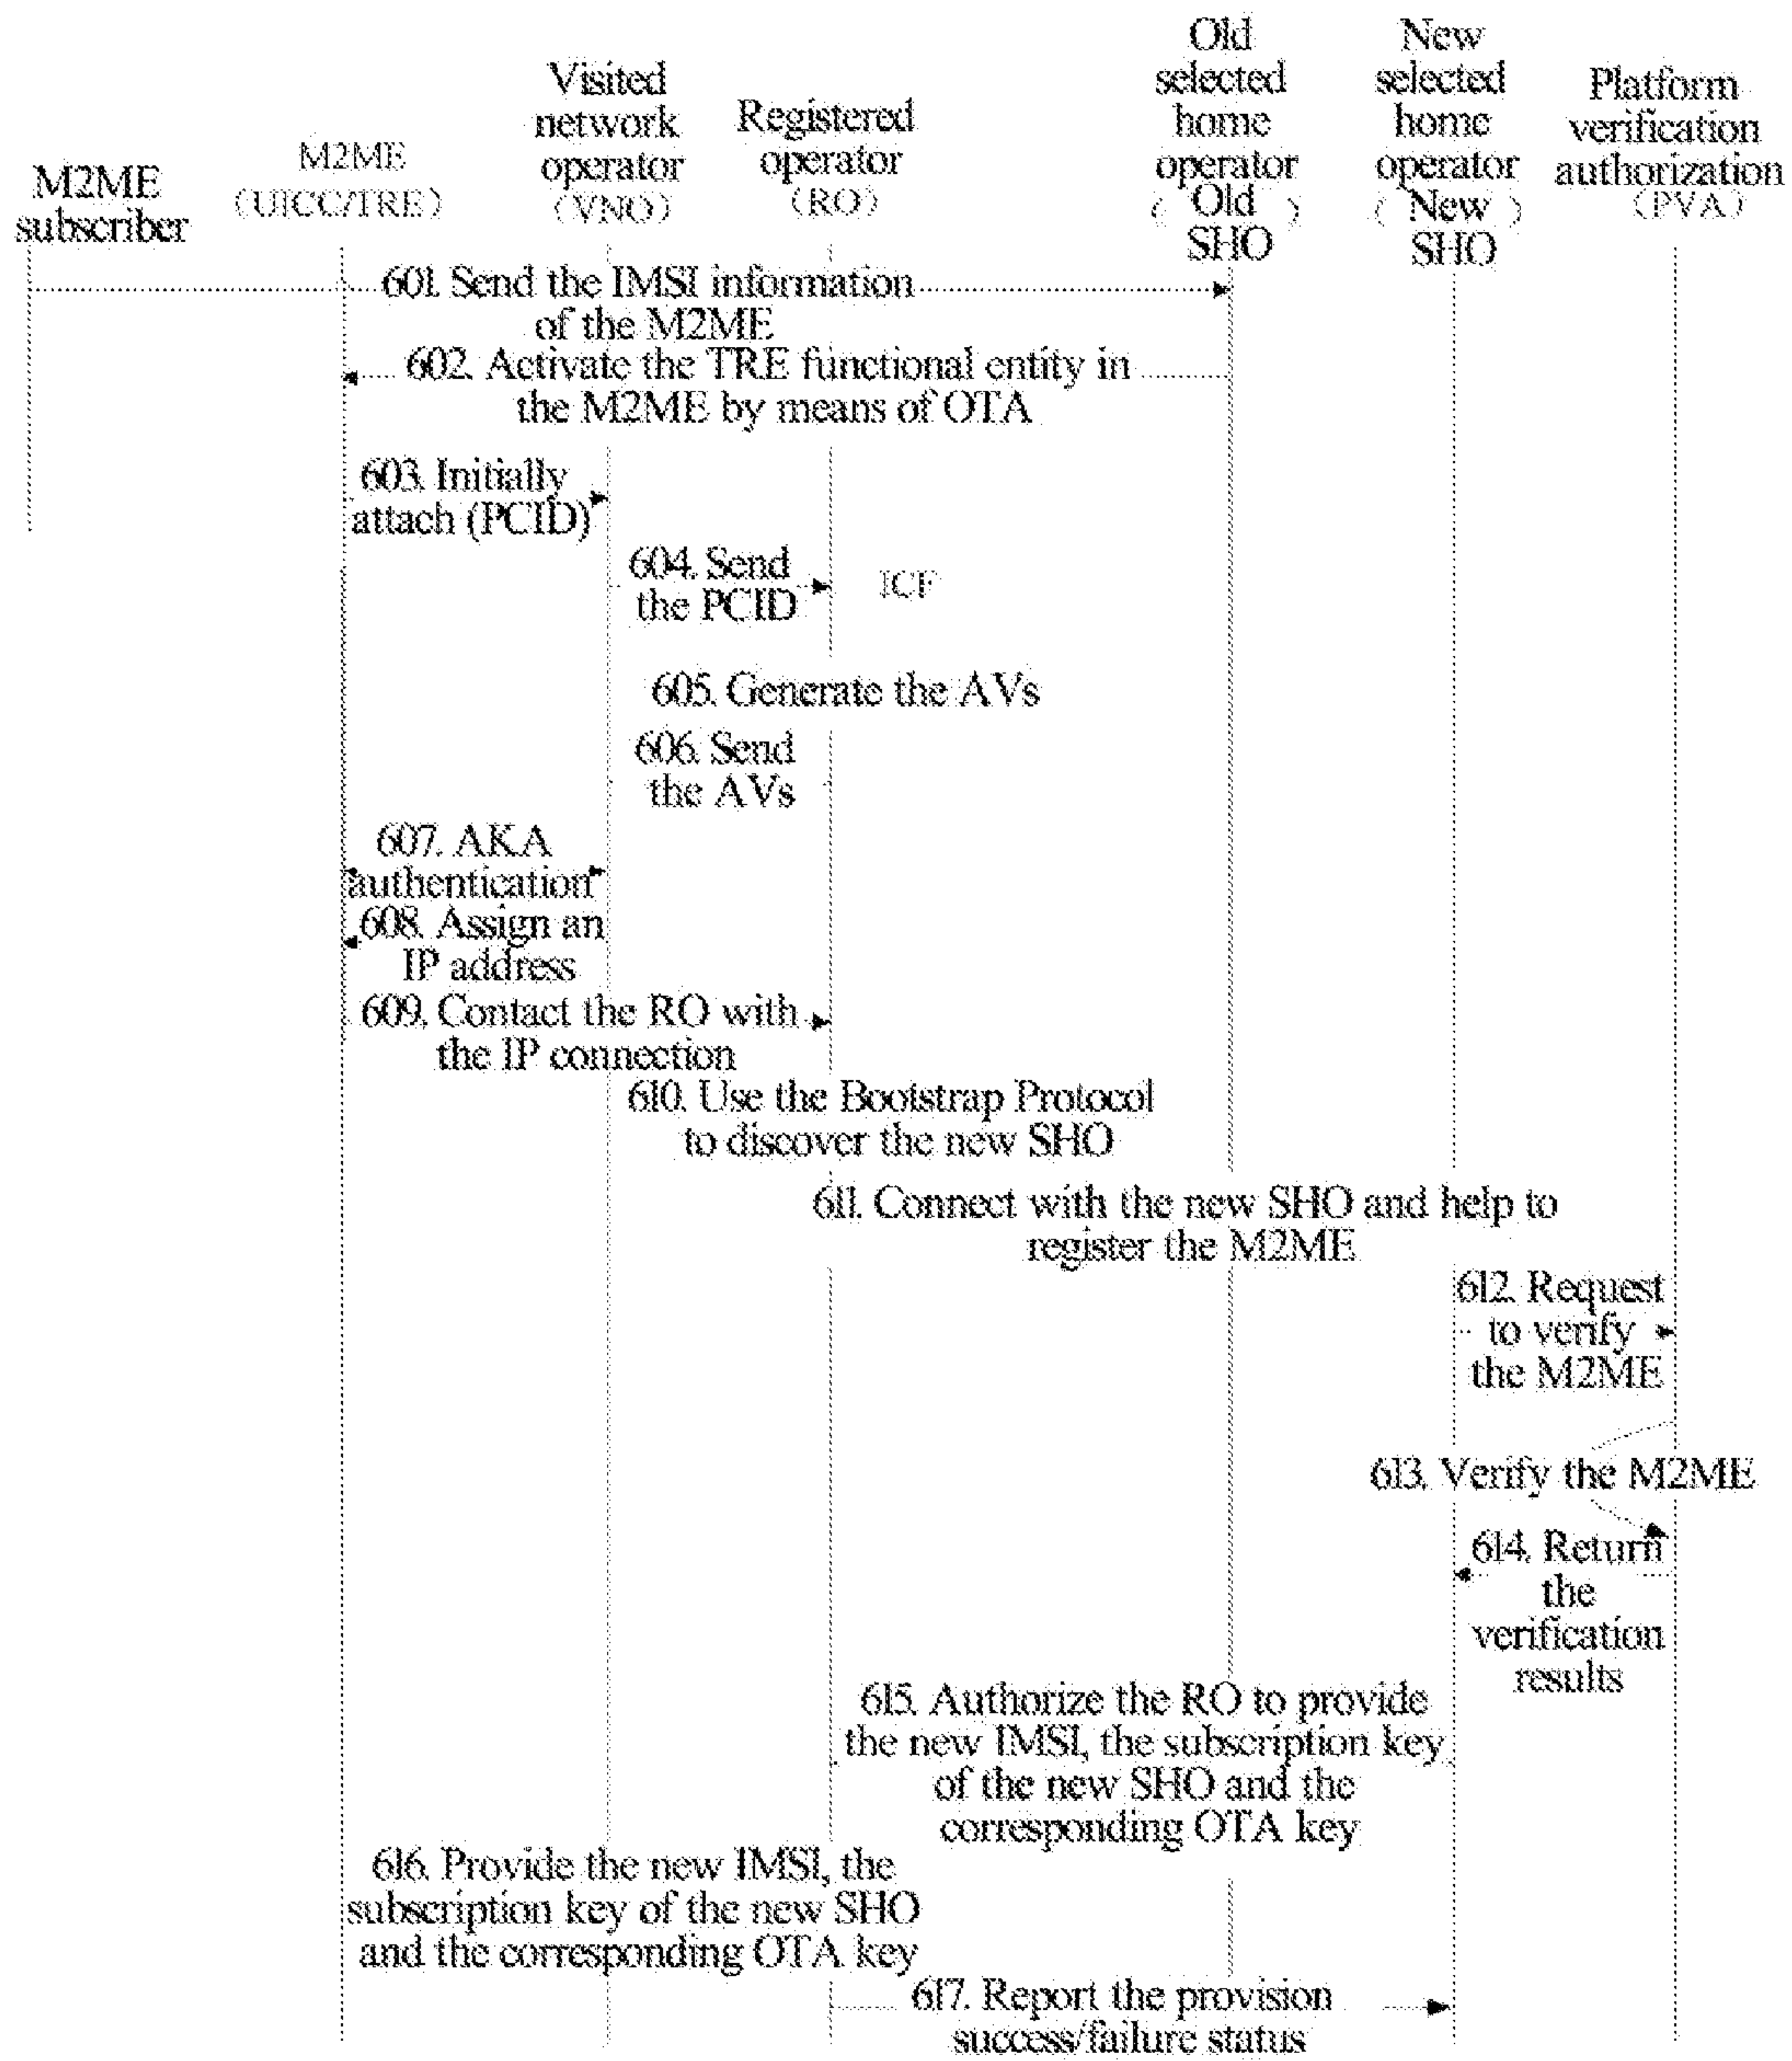 M2ME
subscriber
M2ME
(UICC/TRE)
Visited
network
operator
(VNO)
Registered
operator
(RO)
Old
selected
home
operator
( Old )
SHO
New
selected
home
operator
( New )
SHO
Platform
verification
authorization
(PVA)
601. Send the IMSI information
of the M2ME
602. Activate the TRE functional entity in
the M2ME by means of OTA
603. Initially
attach (PCID)
604. Send
the PCID
ICF
605. Generate the AVs
606. Send
the AVs
607. AKA
authentication
608. Assign an
IP address
609. Contact the RO with
the IP connection
610. Use the Bootstrap Protocol
to discover the new SHO
611. Connect with the new SHO and help to
register the M2ME
612. Request
to verify
the M2ME
613. Verify the M2ME
614. Return
the
verification
results
615. Authorize the RO to provide
the new IMSI, the subscription key
of the new SHO and the
corresponding OTA key
616. Provide the new IMSI, the
subscription key of the new SHO
and the corresponding OTA key
617. Report the provision
success/failure status